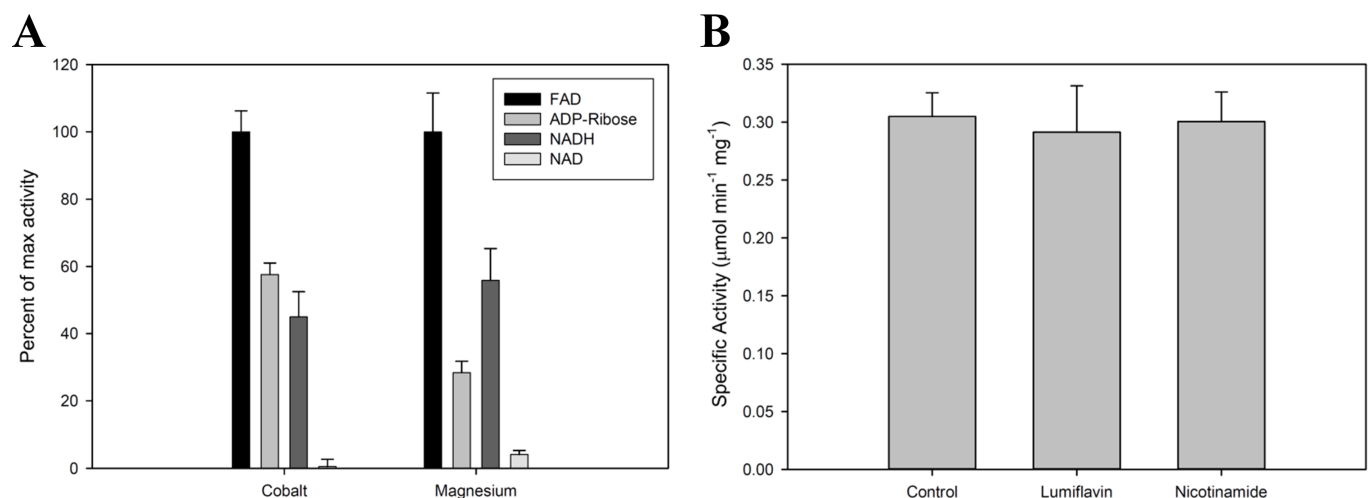 A
B
120
100
80
60
40
20
0
Percent of max activity
FAD
ADP-Ribose
NADH
NAD
Cobalt
Magnesium
0.35
0.30
0.25
0.20
0.15
0.10
0.05
0.00
Specific Activity (μmol min⁻¹ mg⁻¹)
Control
Lumiflavin
Nicotinamide